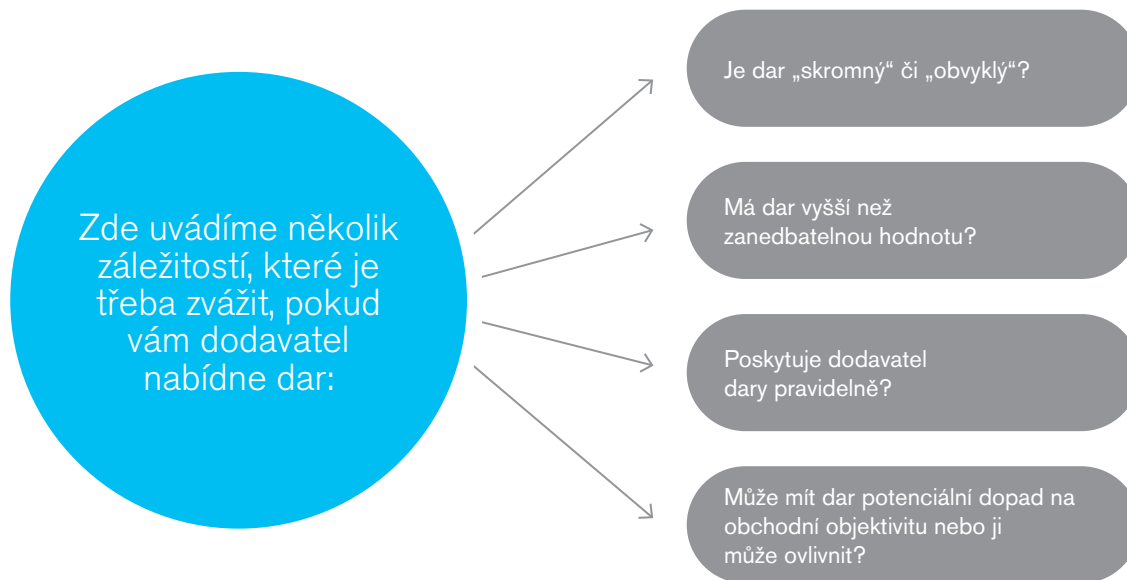 Zde uvádíme několik
záležitostí, které je
třeba zvážit, pokud
vám dodavatel
nabídne dar:
Je dar „skromný“ či „obvyklý“?
Má dar vyšší než
zanedbatelnou hodnotu?
Poskytuje dodavatel
dary pravidelně?
Může mít dar potenciální dopad na
obchodní objektivitu nebo ji
může ovlivnit?